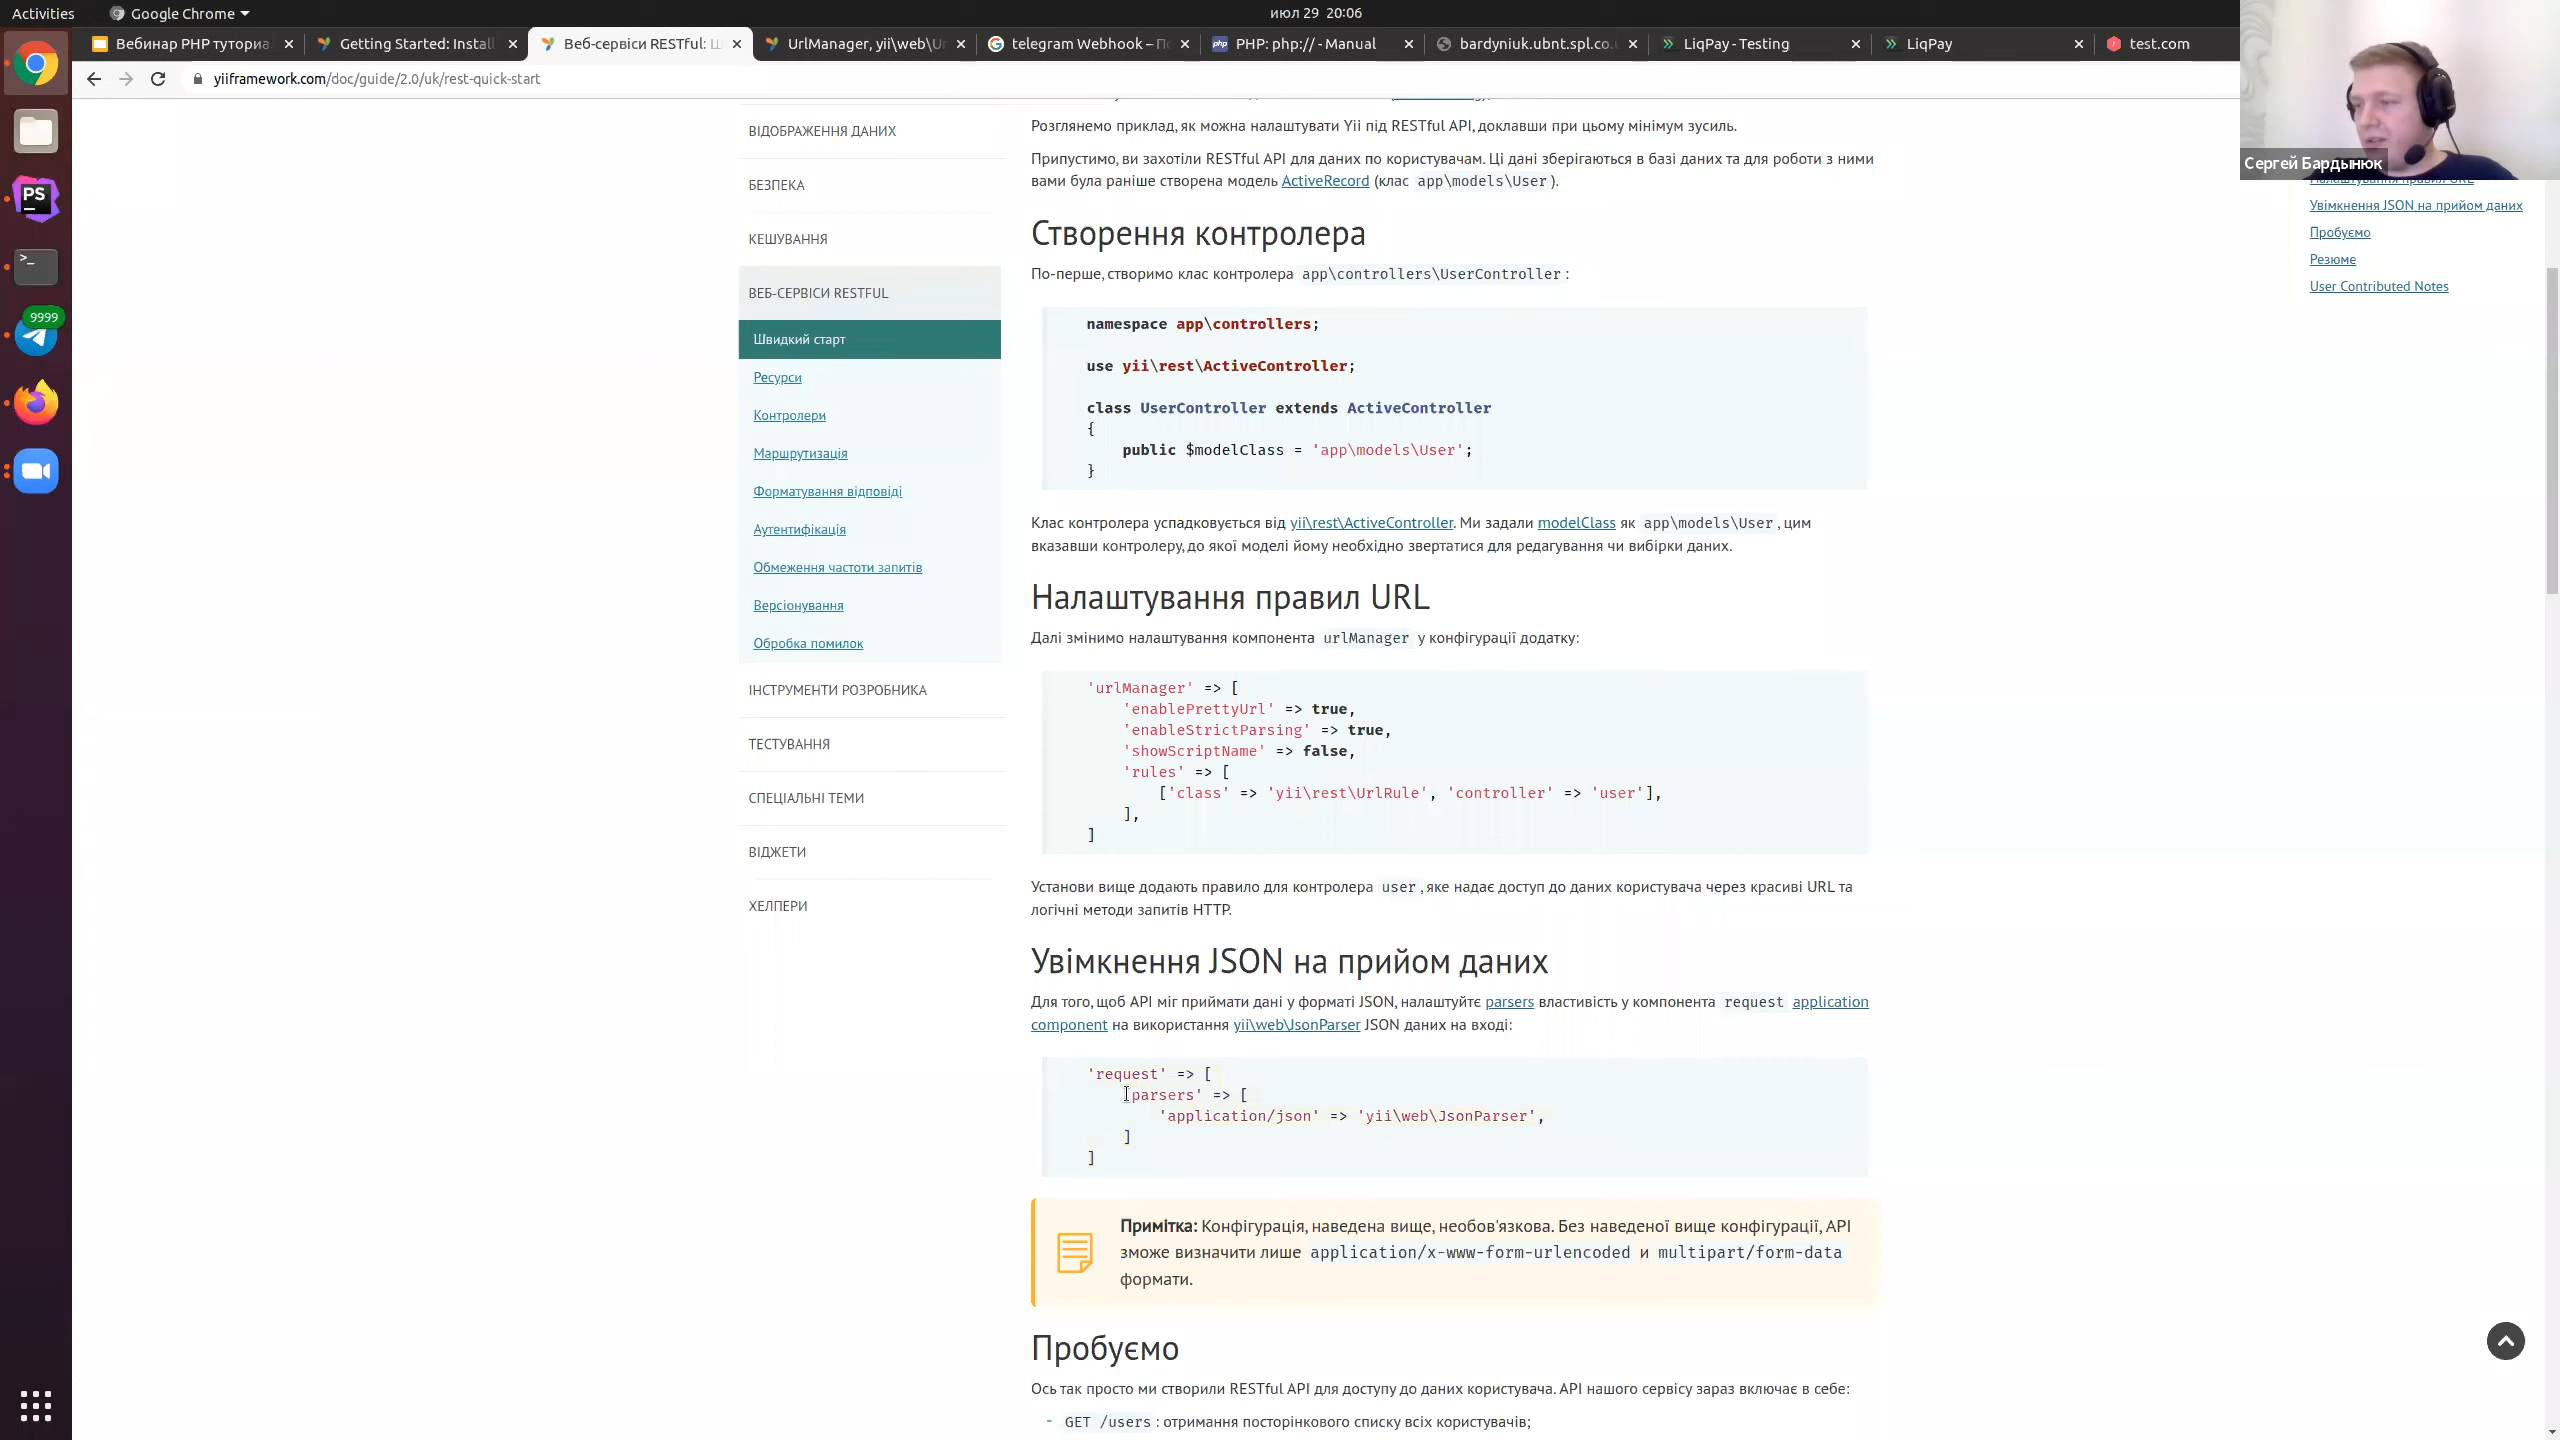 Activities
Google Chrome
июл 29 20:06
Вебинар PHP туториа
Getting Started: Install
Веб-сервіси RESTful: Ш
UrlManager, yii\web\Ur
telegram Webhook – По
PHP: php:// - Manual
bardyniuk.ubnt.spl.co.u
LiqPay - Testing
LiqPay
test.com
yiiframework.com/doc/guide/2.0/uk/rest-quick-start
PS
>_
9999
Сергей Бардынюк
ВІДОБРАЖЕННЯ ДАНИХ
БЕЗПЕКА
КЕШУВАННЯ
ВЕБ-СЕРВІСИ RESTFUL
Швидкий старт
Ресурси
Контролери
Маршрутизація
Форматування відповіді
Аутентифікація
Обмеження частоти запитів
Версіонування
Обробка помилок
ІНСТРУМЕНТИ РОЗРОБНИКА
ТЕСТУВАННЯ
СПЕЦІАЛЬНІ ТЕМИ
ВІДЖЕТИ
ХЕЛПЕРИ
Розглянемо приклад, як можна налаштувати Yii під RESTful API, доклавши при цьому мінімум зусиль.
Припустимо, ви захотіли RESTful API для даних по користувачам. Ці дані зберігаються в базі даних та для роботи з ними
вами була раніше створена модель ActiveRecord (клас app\models\User).
Створення контролера
По-перше, створимо клас контролера app\controllers\UserController:
namespace app\controllers;
use yii\rest\ActiveController;
class UserController extends ActiveController
{
public $modelClass = 'app\models\User';
}
Клас контролера успадковується від yii\rest\ActiveController. Ми задали modelClass як app\models\User, цим
вказавши контролеру, до якої моделі йому необхідно звертатися для редагування чи вибірки даних.
Налаштування правил URL
Далі змінимо налаштування компонента urlManager у конфігурації додатку:
'urlManager' => [
'enablePrettyUrl' => true,
'enableStrictParsing' => true,
'showScriptName' => false,
'rules' => [
['class' => 'yii\rest\UrlRule', 'controller' => 'user'],
],
]
Установи вище додають правило для контролера user, яке надає доступ до даних користувача через красиві URL та
логічні методи запитів HTTP.
Увімкнення JSON на прийом даних
Для того, щоб API міг приймати дані у форматі JSON, налаштуйте parsers властивість у компонента request application
component на використання yii\web\JsonParser JSON даних на вході:
'request' => [
'parsers' => [
'application/json' => 'yii\web\JsonParser',
]
]
Примітка: Конфігурація, наведена вище, необов'язкова. Без наведеної вище конфігурації, API
зможе визначити лише application/x-www-form-urlencoded и multipart/form-data
формати.
Пробуємо
Ось так просто ми створили RESTful API для доступу до даних користувача. API нашого сервісу зараз включає в себе:
- GET /users: отримання посторінкового списку всіх користувачів;
Налаштування правил URL
Увімкнення JSON на прийом даних
Пробуємо
Резюме
User Contributed Notes